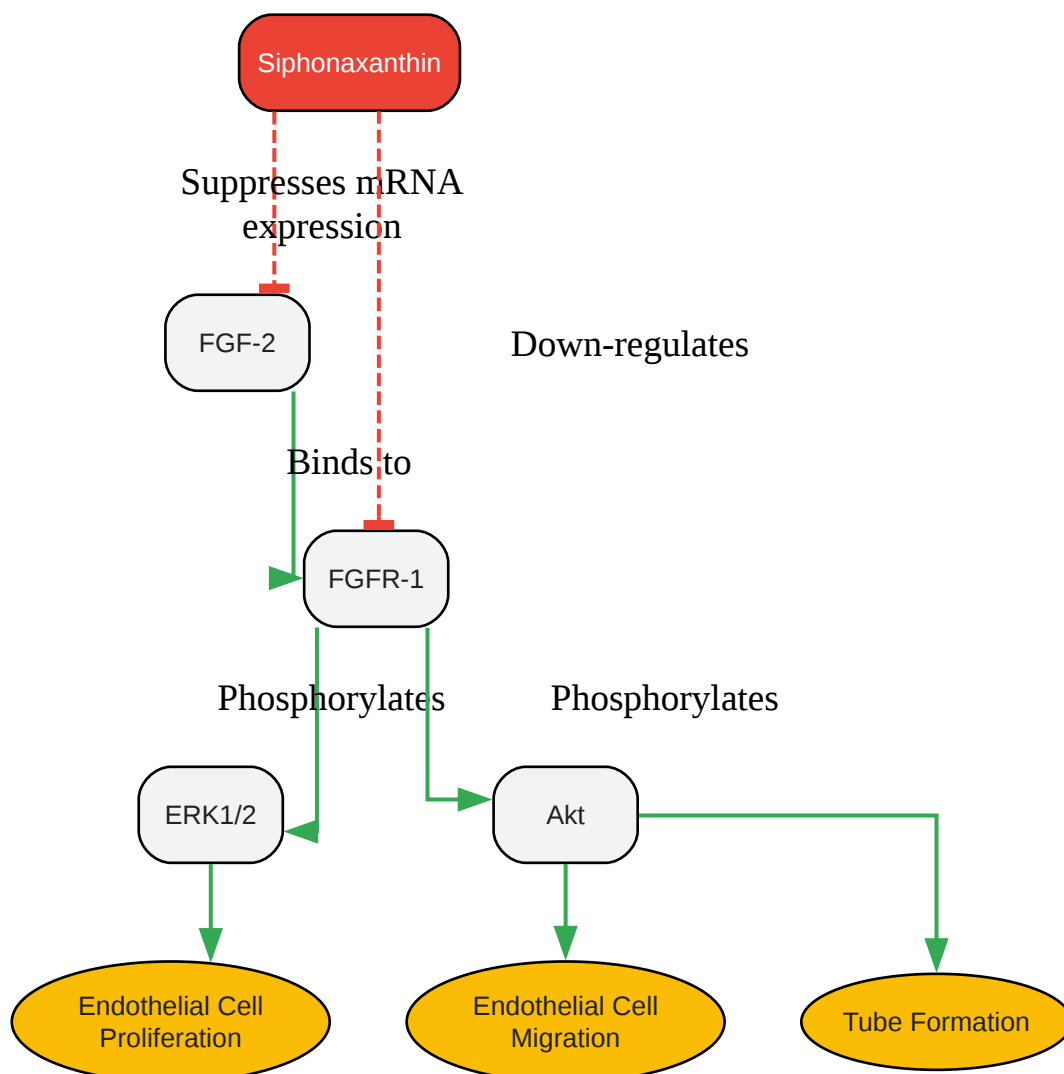 Siphonaxanthin
Suppresses mRNA
expression
FGF-2
Down-regulates
Binds to
FGFR-1
Phosphorylates
Phosphorylates
ERK1/2
Akt
Endothelial Cell
Proliferation
Endothelial Cell
Migration
Tube Formation